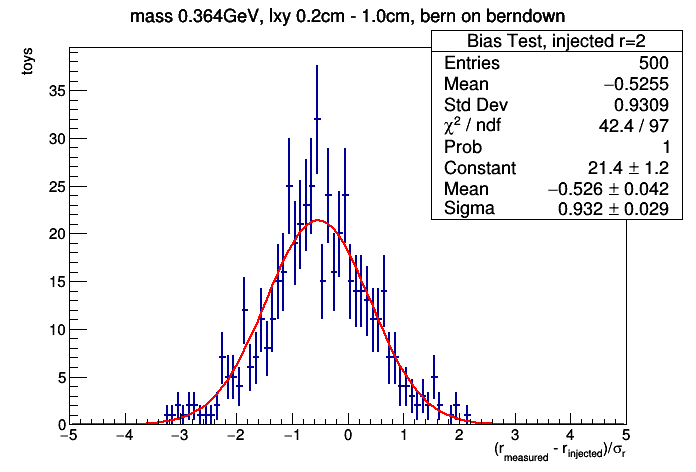 mass 0.364GeV, lxy 0.2cm - 1.0cm, bern on berndown
toys
Bias Test, injected r=2
Entries 500
Mean −0.5255
Std Dev 0.9309
χ² / ndf 42.4 / 97
Prob 1
Constant 21.4 ± 1.2
Mean −0.526 ± 0.042
Sigma 0.932 ± 0.029
35
30
25
20
15
10
5
0
−5 −4 −3 −2 −1 0 1 2 3 4 5
(r_measured - r_injected)/σ_r